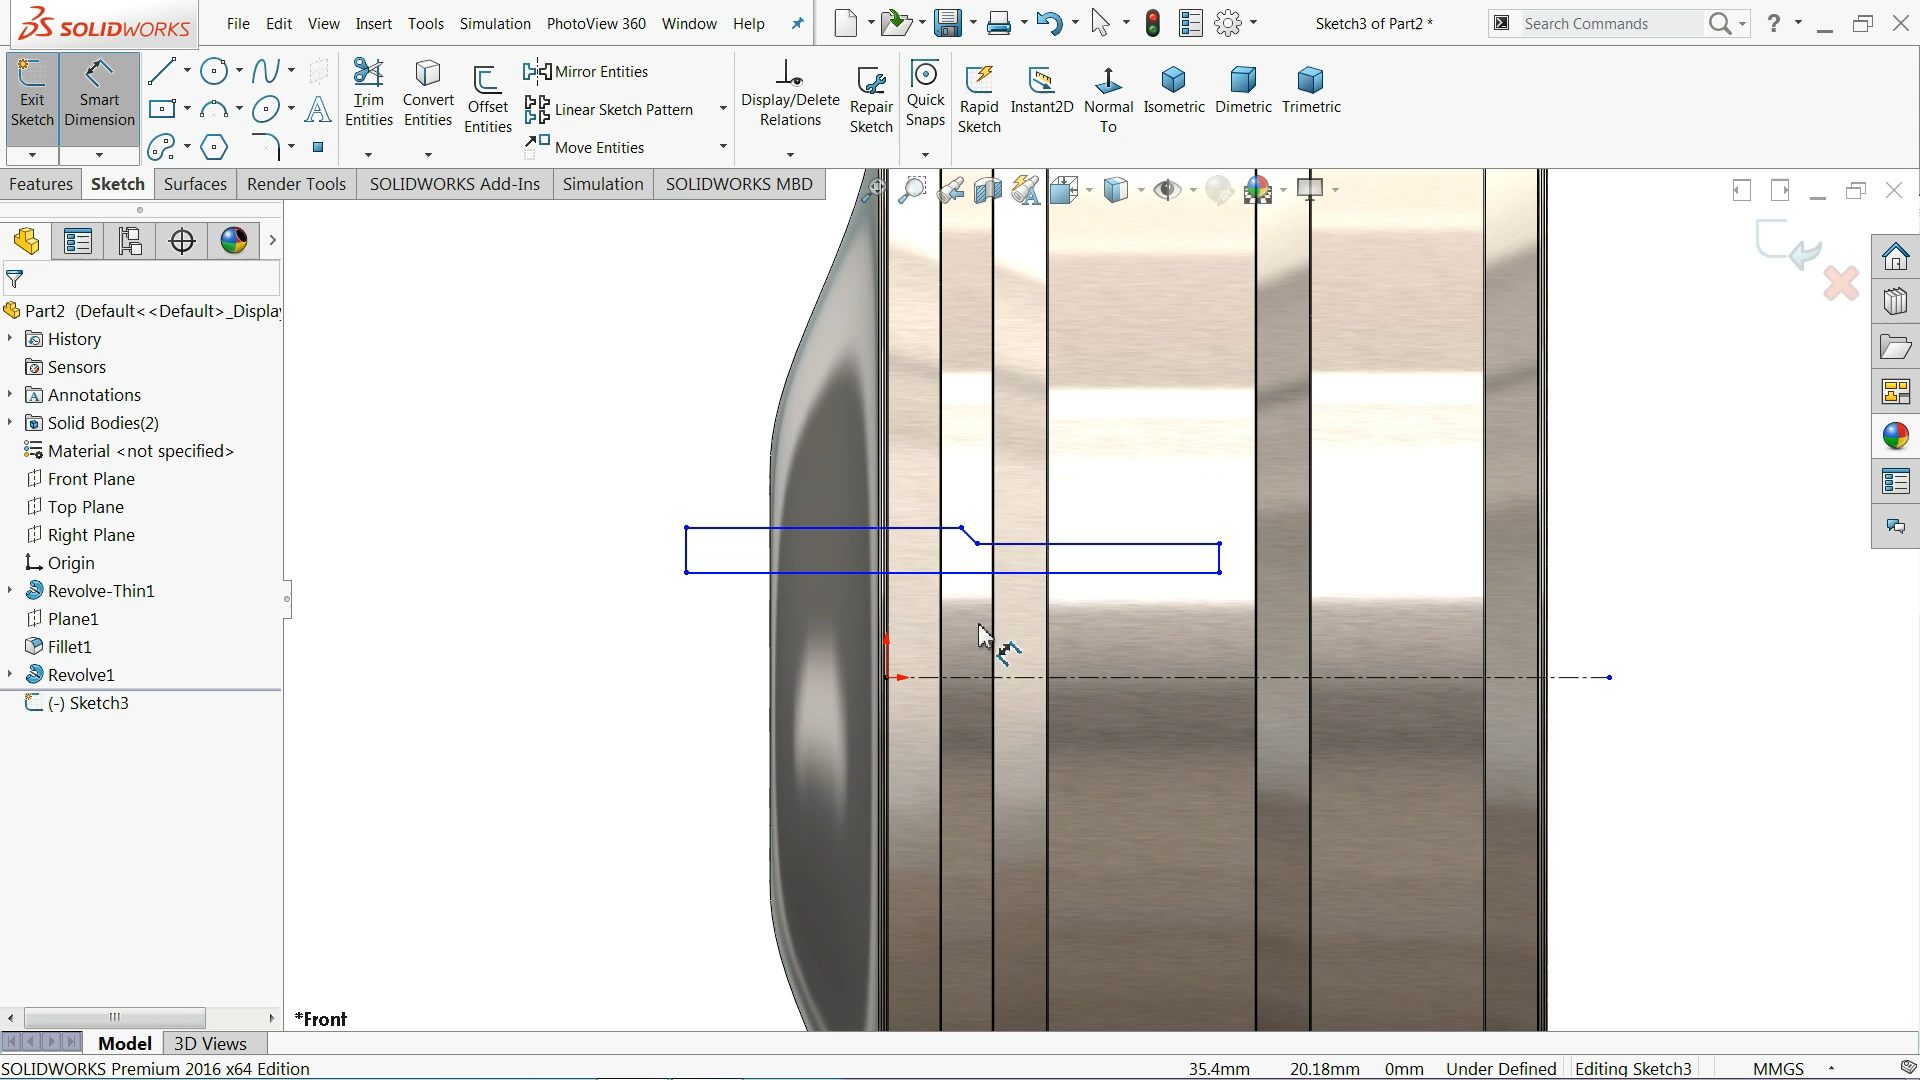 SOLIDWORKS
File
Edit
View
Insert
Tools
Simulation
PhotoView 360
Window
Help
Sketch3 of Part2 *
Search Commands
?
Exit Sketch
Smart Dimension
Trim Entities
Convert Entities
Offset Entities
Mirror Entities
Linear Sketch Pattern
Move Entities
Display/Delete Relations
Repair Sketch
Quick Snaps
Rapid Sketch
Instant2D
Normal To
Isometric
Dimetric
Trimetric
Features
Sketch
Surfaces
Render Tools
SOLIDWORKS Add-Ins
Simulation
SOLIDWORKS MBD
Part2 (Default<<Default>_Displa
History
Sensors
Annotations
Solid Bodies(2)
Material <not specified>
Front Plane
Top Plane
Right Plane
Origin
Revolve-Thin1
Plane1
Fillet1
Revolve1
(-) Sketch3
*Front
Model
3D Views
SOLIDWORKS Premium 2016 x64 Edition
35.4mm
20.18mm
0mm
Under Defined
Editing Sketch3
MMGS